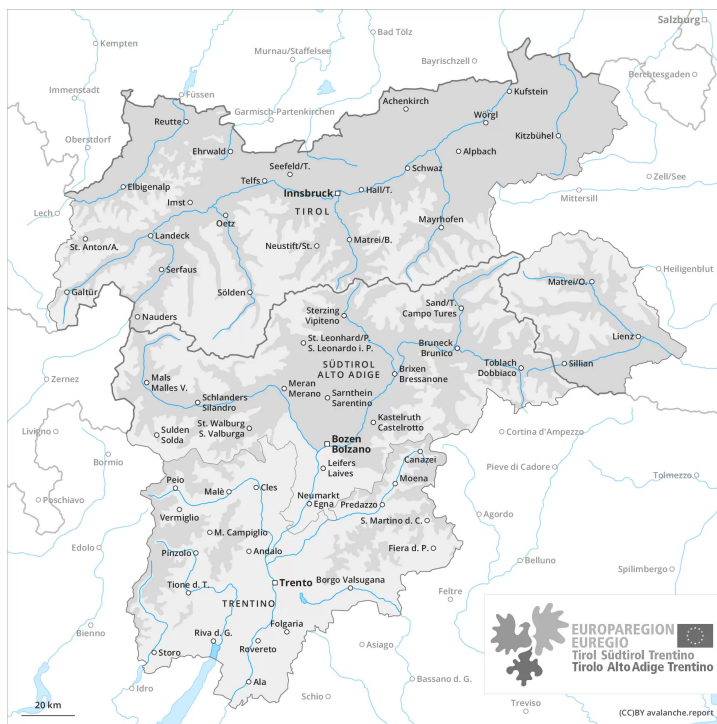 Salzburg
Kempten
Bad Tölz
Murnau/Staffelsee
Bayrischzell
Berchtesgaden
Immenstadt
Füssen
Garmisch-Partenkirchen
Achenkirch
Kufstein
Reutte
Wörgl
Oberstdorf
Ehrwald
Kitzbühel
Alpbach
Seefeld/T.
Schwaz
Zell/See
Telfs
Elbigenalp
Innsbruck
Hall/T.
Mittersill
Imst
TIROL
Lech
Oetz
Mayrhofen
Landeck
St. Anton/A.
Neustift/St.
Matrei/B.
Serfaus
Heiligenblut
Matrei/O.
Galtür
Sölden
Sand/T.
Campo Tures
Nauders
Sterzing
Vipiteno
Lienz
St. Leonhard/P.
S. Leonardo i. P.
Bruneck
Brunico
Toblach
Dobbiaco
Sillian
SÜDTIROL
ALTO ADIGE
Brixen
Bressanone
Zernez
Mals
Malles V.
Meran
Merano
Schlanders
Silandro
Sarnthein
Sarentino
St. Walburg
S. Valburga
Kastelruth
Castelrotto
Livigno
Sulden
Solda
Cortina d'Ampezzo
Bozen
Bolzano
Bormio
Canazei
Leifers
Laives
Pieve di Cadore
Tolmezzo
Peio
Moena
Malè
Cles
Neumarkt
Egna
Predazzo
Poschiavo
Vermiglio
Agordo
S. Martino d. C.
M. Campiglio
Edolo
Pinzolo
Andalo
Fiera d. P.
Belluno
Spilimbergo
Tione d. T.
Trento
Borgo Valsugana
Feltre
TRENTINO
Folgaria
Bienno
Riva d. G.
Rovereto
Asiago
Storo
Bassano d. G.
Ala
Idro
Schio
Treviso
EUROPAREGION
EUREGIO
Tirol Südtirol Trentino
Tirolo Alto Adige Trentino
20 km
(CC)BY avalanche.report